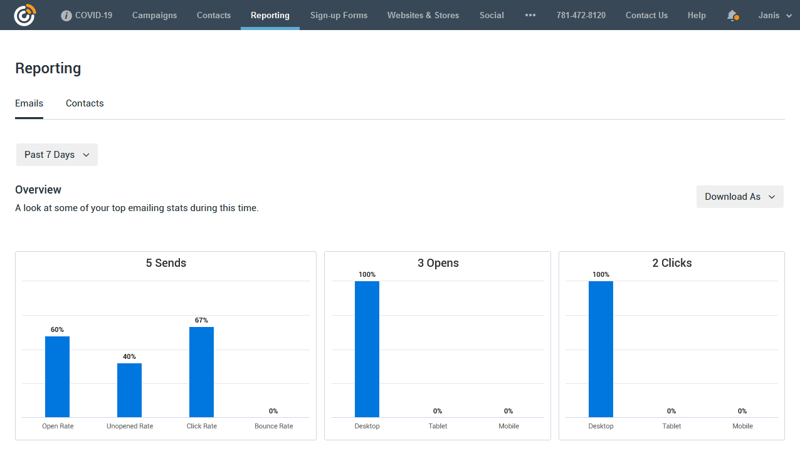 COVID-19 Campaigns Contacts Reporting Sign-up Forms Websites & Stores Social ••• 781-472-8120 Contact Us Help Janis
Reporting
Emails Contacts
Past 7 Days
Overview
A look at some of your top emailing stats during this time.
Download As
5 Sends
60% 40% 67% 0%
Open Rate Unopened Rate Click Rate Bounce Rate
3 Opens
100% 0% 0%
Desktop Tablet Mobile
2 Clicks
100% 0% 0%
Desktop Tablet Mobile